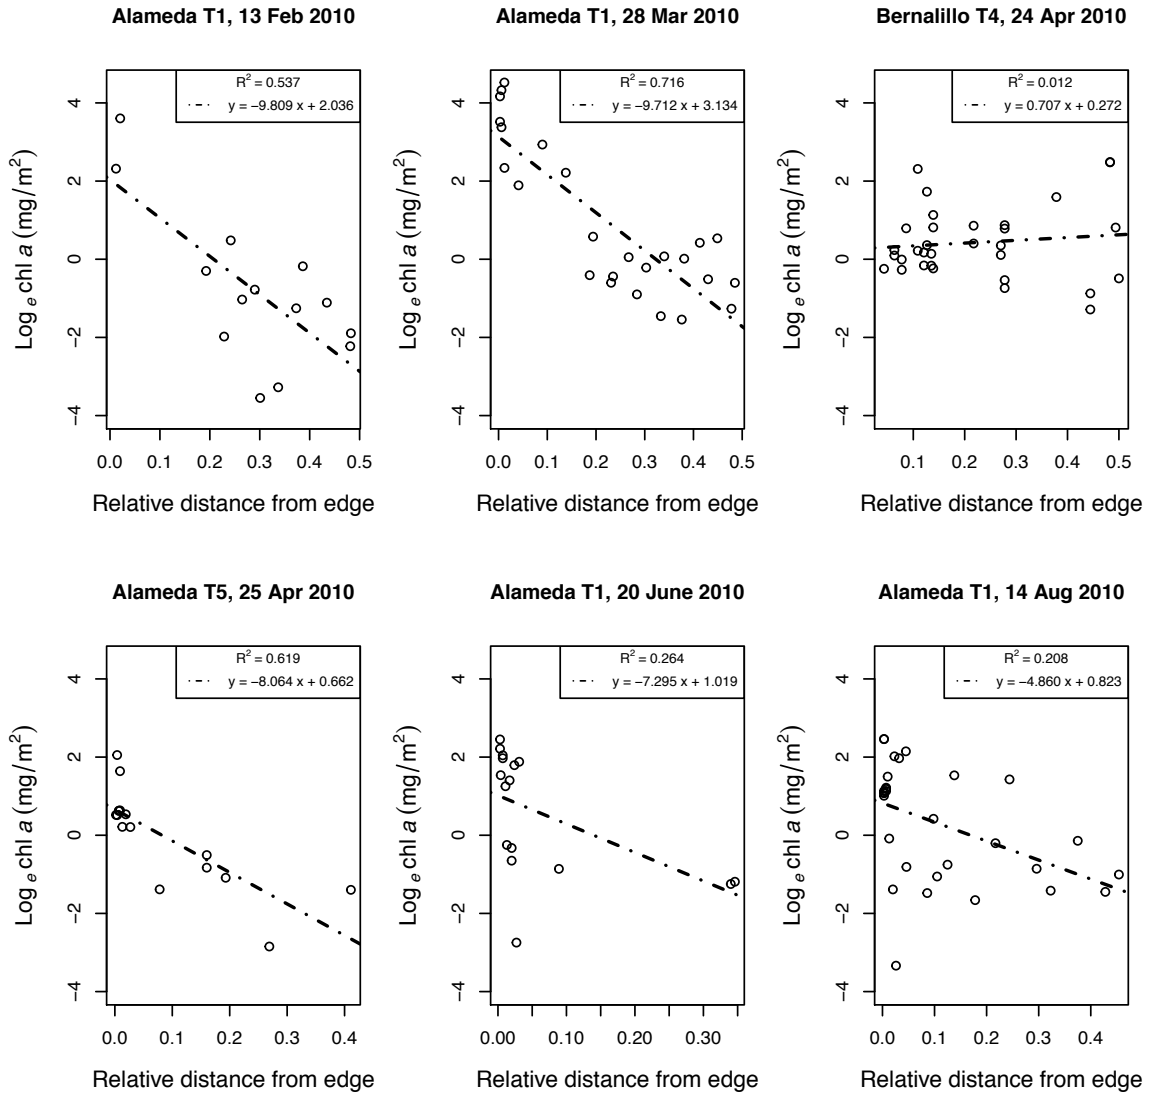 Alameda T1, 13 Feb 2010
R² = 0.537
y = −9.809 x + 2.036
Log e chl a (mg/m²)
4
2
0
−2
−4
0.0 0.1 0.2 0.3 0.4 0.5
Relative distance from edge
Alameda T1, 28 Mar 2010
R² = 0.716
y = −9.712 x + 3.134
Log e chl a (mg/m²)
4
2
0
−2
−4
0.0 0.1 0.2 0.3 0.4 0.5
Relative distance from edge
Bernalillo T4, 24 Apr 2010
R² = 0.012
y = 0.707 x + 0.272
Log e chl a (mg/m²)
4
2
0
−2
−4
0.1 0.2 0.3 0.4 0.5
Relative distance from edge
Alameda T5, 25 Apr 2010
R² = 0.619
y = −8.064 x + 0.662
Log e chl a (mg/m²)
4
2
0
−2
−4
0.0 0.1 0.2 0.3 0.4
Relative distance from edge
Alameda T1, 20 June 2010
R² = 0.264
y = −7.295 x + 1.019
Log e chl a (mg/m²)
4
2
0
−2
−4
0.00 0.10 0.20 0.30
Relative distance from edge
Alameda T1, 14 Aug 2010
R² = 0.208
y = −4.860 x + 0.823
Log e chl a (mg/m²)
4
2
0
−2
−4
0.0 0.1 0.2 0.3 0.4
Relative distance from edge